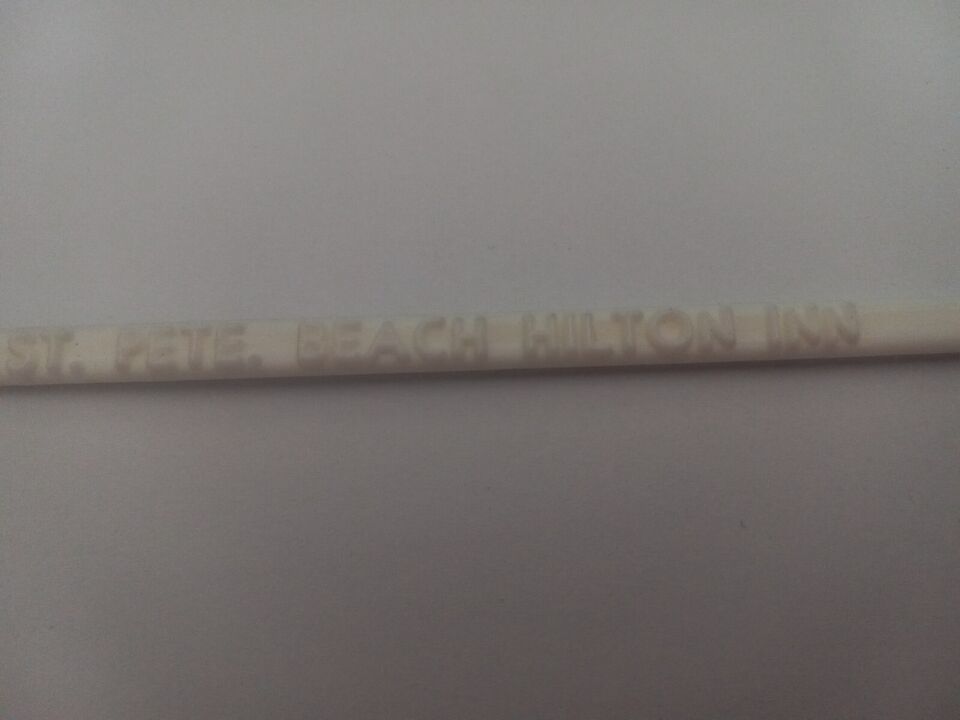 ST. PETE. BEACH HILTON INN